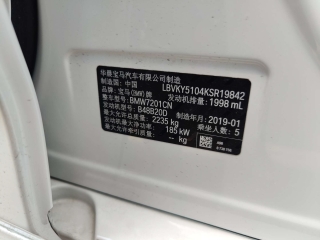 华晨宝马汽车有限公司制造
制造国：中国 LBVKY5104KSR19842
品牌：宝马(BMW)牌 发动机排量：1998 mL
整车型号：BMW7201CN
发动机型号：B48B20D
最大允许总质量：2235 kg 制造年月：2019-01
发动机最大净功率：185 kW 乘坐人数：5
-- kg